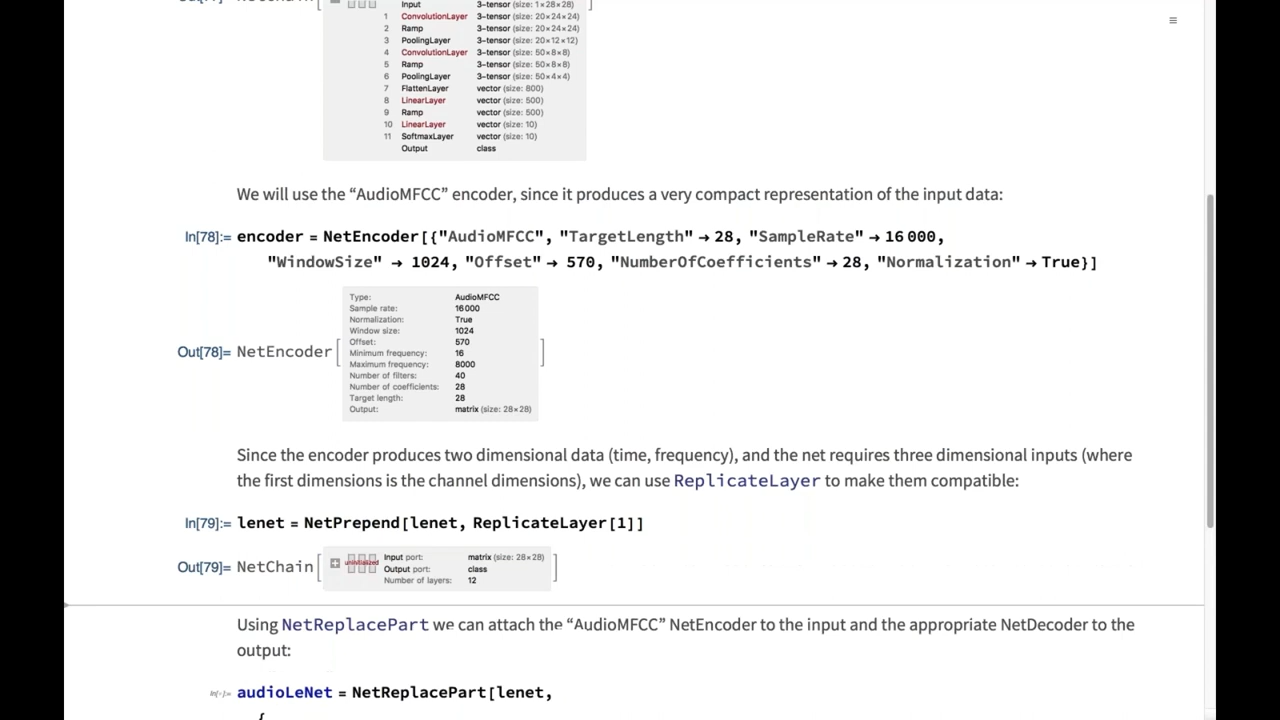 Input 3-tensor (size: 1×28×28)
1 ConvolutionLayer 3-tensor (size: 20×24×24)
2 Ramp 3-tensor (size: 20×24×24)
3 PoolingLayer 3-tensor (size: 20×12×12)
4 ConvolutionLayer 3-tensor (size: 50×8×8)
5 Ramp 3-tensor (size: 50×8×8)
6 PoolingLayer 3-tensor (size: 50×4×4)
7 FlattenLayer vector (size: 800)
8 LinearLayer vector (size: 500)
9 Ramp vector (size: 500)
10 LinearLayer vector (size: 10)
11 SoftmaxLayer vector (size: 10)
Output class
We will use the “AudioMFCC” encoder, since it produces a very compact representation of the input data:
In[78]:= encoder = NetEncoder[{"AudioMFCC", "TargetLength" → 28, "SampleRate" → 16 000,
"WindowSize" → 1024, "Offset" → 570, "NumberOfCoefficients" → 28, "Normalization" → True}]
Type: AudioMFCC
Sample rate: 16 000
Normalization: True
Window size: 1024
Offset: 570
Out[78]= NetEncoder[
Minimum frequency: 16
Maximum frequency: 8000
Number of filters: 40
Number of coefficients: 28
Target length: 28
Output: matrix (size: 28×28)
]
Since the encoder produces two dimensional data (time, frequency), and the net requires three dimensional inputs (where
the first dimensions is the channel dimensions), we can use ReplicateLayer to make them compatible:
In[79]:= lenet = NetPrepend[lenet, ReplicateLayer[1]]
Input port: matrix (size: 28×28)
Out[79]= NetChain[ uninitialized Output port: class ]
Number of layers: 12
Using NetReplacePart we can attach the “AudioMFCC” NetEncoder to the input and the appropriate NetDecoder to the
output:
In[•]:= audioLeNet = NetReplacePart[lenet,
{